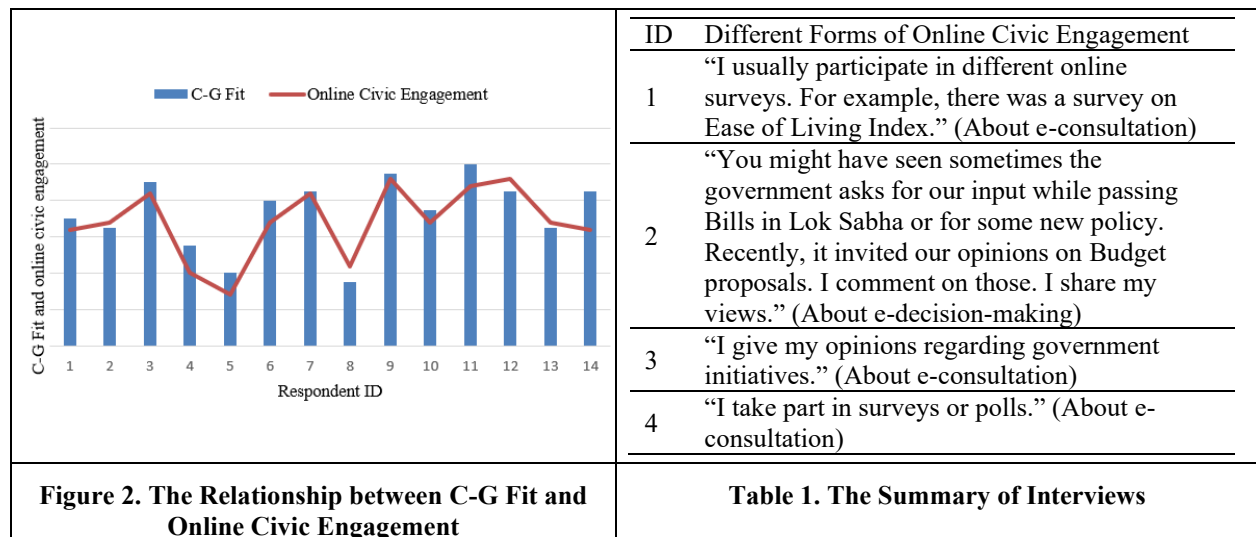 C-G Fit Online Civic Engagement
C-G Fit and online civic engagement
1 2 3 4 5 6 7 8 9 10 11 12 13 14
Respondent ID
Figure 2. The Relationship between C-G Fit and
Online Civic Engagement
ID Different Forms of Online Civic Engagement
1 “I usually participate in different online
surveys. For example, there was a survey on
Ease of Living Index.” (About e-consultation)
2 “You might have seen sometimes the
government asks for our input while passing
Bills in Lok Sabha or for some new policy.
Recently, it invited our opinions on Budget
proposals. I comment on those. I share my
views.” (About e-decision-making)
3 “I give my opinions regarding government
initiatives.” (About e-consultation)
4 “I take part in surveys or polls.” (About e-
consultation)
Table 1. The Summary of Interviews